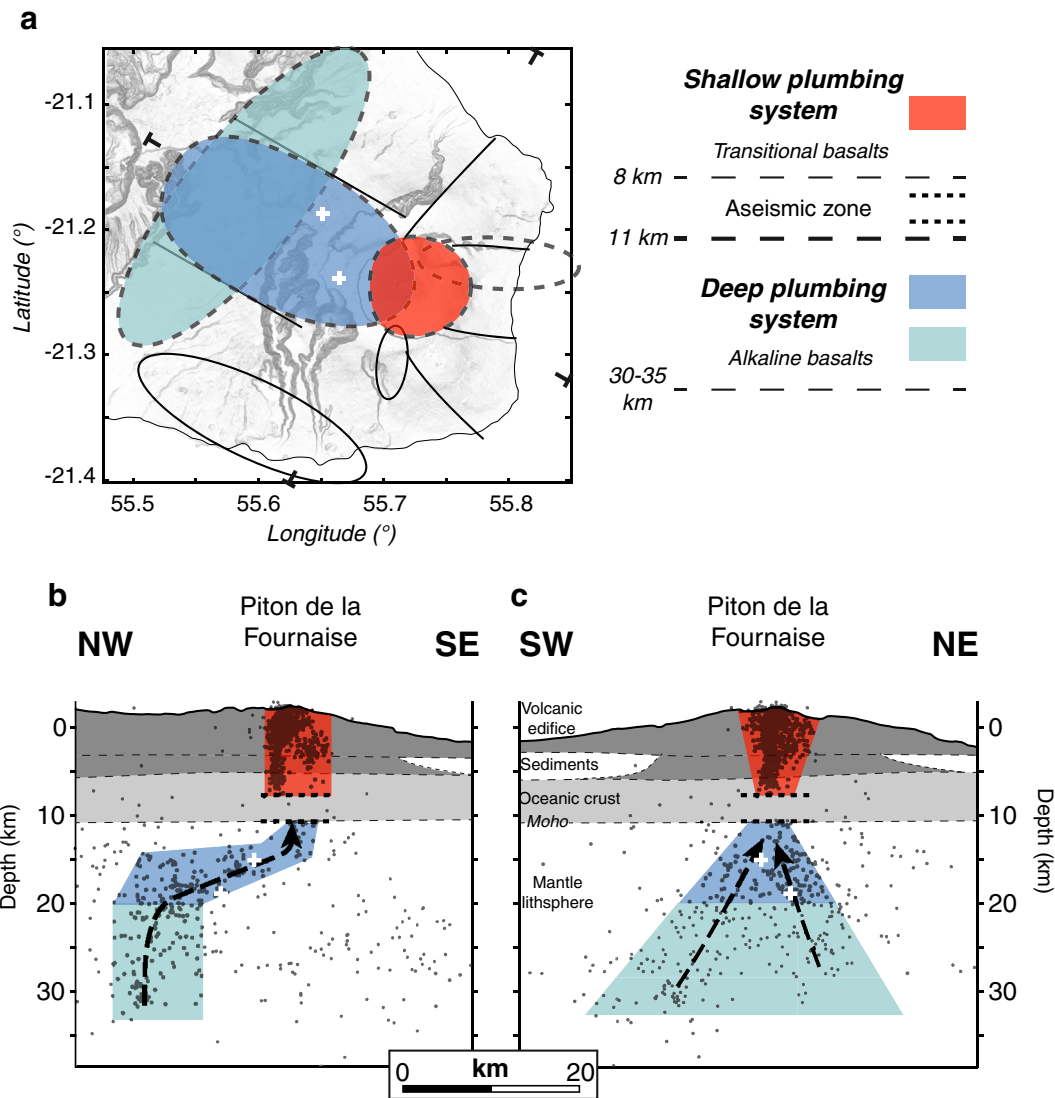 a
-21.1
-21.2
-21.3
-21.4
Latitude (°)
55.5 55.6 55.7 55.8
Longitude (°)
Shallow plumbing
system
Transitional basalts
8 km
Aseismic zone
11 km
Deep plumbing
system
Alkaline basalts
30-35
km
b
Piton de la
Fournaise
NW SE
0
10
20
30
Depth (km)
c
Piton de la
Fournaise
SW NE
Volcanic
edifice
Sediments
Oceanic crust
Moho
Mantle
lithsphere
0
10
20
30
Depth (km)
km
0 20